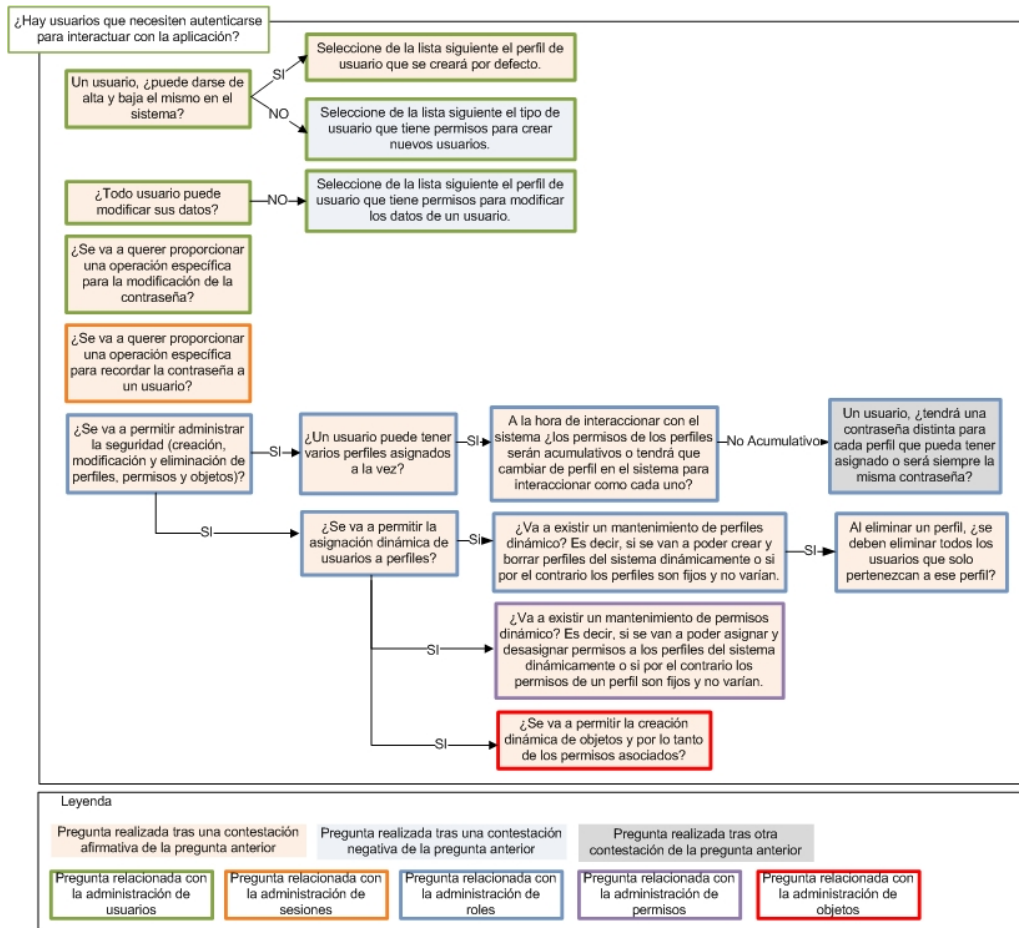 ¿Hay usuarios que necesiten autenticarse
para interactuar con la aplicación?
Un usuario, ¿puede darse de
alta y baja el mismo en el
sistema?
SI
Seleccione de la lista siguiente el perfil de
usuario que se creará por defecto.
NO
Seleccione de la lista siguiente el tipo de
usuario que tiene permisos para crear
nuevos usuarios.
¿Todo usuario puede
modificar sus datos?
NO
Seleccione de la lista siguiente el perfil de
usuario que tiene permisos para modificar
los datos de un usuario.
¿Se va a querer proporcionar
una operación específica
para la modificación de la
contraseña?
¿Se va a querer proporcionar
una operación específica
para recordar la contraseña a
un usuario?
¿Se va a permitir administrar
la seguridad (creación,
modificación y eliminación de
perfiles, permisos y objetos)?
SI
¿Un usuario puede tener
varios perfiles asignados
a la vez?
SI
A la hora de interaccionar con el
sistema ¿los permisos de los perfiles
serán acumulativos o tendrá que
cambiar de perfil en el sistema para
interaccionar como cada uno?
No Acumulativo
Un usuario, ¿tendrá una
contraseña distinta para
cada perfil que pueda tener
asignado o será siempre la
misma contraseña?
SI
¿Se va a permitir la
asignación dinámica de
usuarios a perfiles?
Si
¿Va a existir un mantenimiento de perfiles
dinámico? Es decir, si se van a poder crear y
borrar perfiles del sistema dinámicamente o si
por el contrario los perfiles son fijos y no varían.
SI
Al eliminar un perfil, ¿se
deben eliminar todos los
usuarios que solo
pertenezcan a ese perfil?
SI
¿Va a existir un mantenimiento de permisos
dinámico? Es decir, si se van a poder asignar y
desasignar permisos a los perfiles del sistema
dinámicamente o si por el contrario los
permisos de un perfil son fijos y no varían.
SI
¿Se va a permitir la creación
dinámica de objetos y por lo tanto
de los permisos asociados?
Leyenda
Pregunta realizada tras una contestación
afirmativa de la pregunta anterior
Pregunta realizada tras una contestación
negativa de la pregunta anterior
Pregunta realizada tras otra
contestación de la pregunta anterior
Pregunta relacionada con
la administración de
usuarios
Pregunta relacionada con
la administración de
sesiones
Pregunta relacionada con
la administración de
roles
Pregunta relacionada con
la administración de
permisos
Pregunta relacionada con
la administración de
objetos